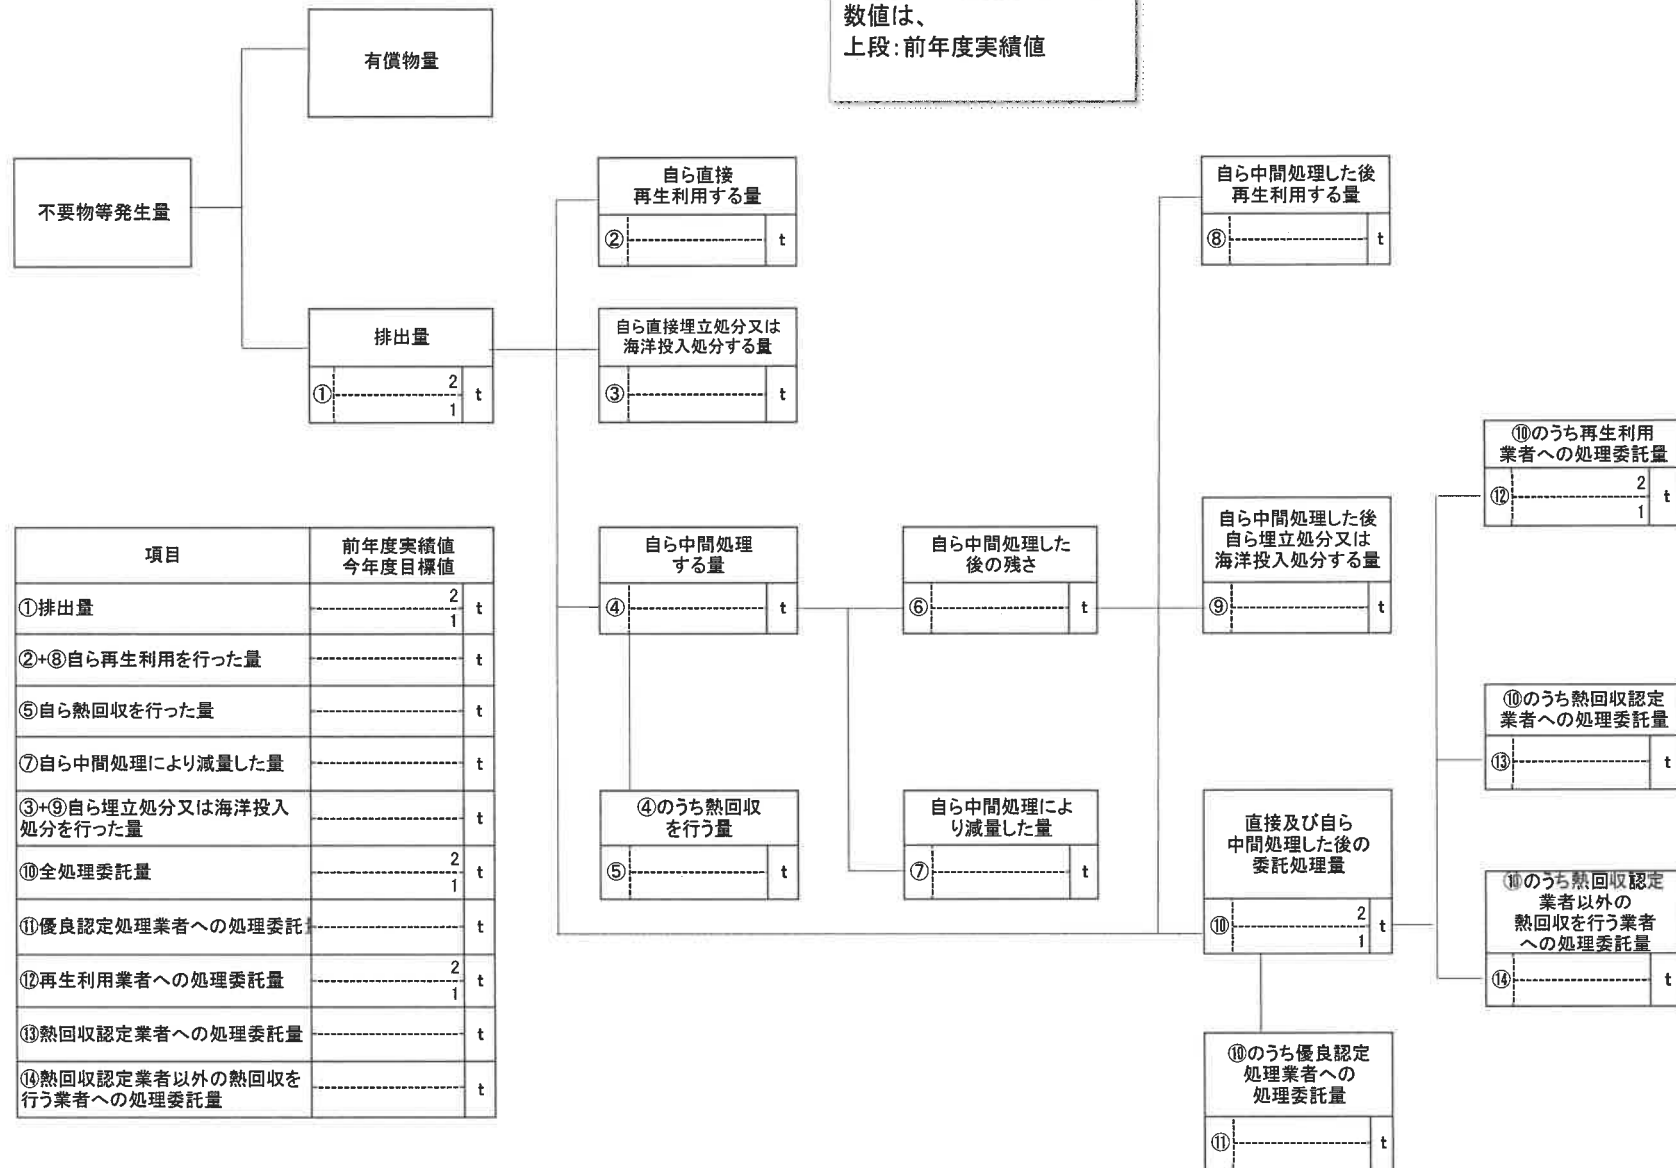 数値は、
上段:前年度実績値
有償物量
不要物等発生量
排出量
① 2 t
1
自ら直接
再生利用する量
② t
自ら直接埋立処分又は
海洋投入処分する量
③ t
自ら中間処理
する量
④ t
④のうち熱回収
を行う量
⑤ t
自ら中間処理した
後の残さ
⑥ t
自ら中間処理によ
り減量した量
⑦ t
自ら中間処理した後
再生利用する量
⑧ t
自ら中間処理した後
自ら埋立処分又は
海洋投入処分する量
⑨ t
直接及び自ら
中間処理した後の
委託処理量
⑩ 2 t
1
⑩のうち優良認定
処理業者への
処理委託量
⑪ t
⑩のうち再生利用
業者への処理委託量
⑫ 2 t
1
⑩のうち熱回収認定
業者への処理委託量
⑬ t
⑩のうち熱回収認定
業者以外の
熱回収を行う業者
への処理委託量
⑭ t
項目 前年度実績値
今年度目標値
①排出量 2 t
1
②+⑧自ら再生利用を行った量 t
⑤自ら熱回収を行った量 t
⑦自ら中間処理により減量した量 t
③+⑨自ら埋立処分又は海洋投入
処分を行った量 t
⑩全処理委託量 2 t
1
⑪優良認定処理業者への処理委託 t
⑫再生利用業者への処理委託量 2 t
1
⑬熱回収認定業者への処理委託量 t
⑭熱回収認定業者以外の熱回収を
行う業者への処理委託量 t